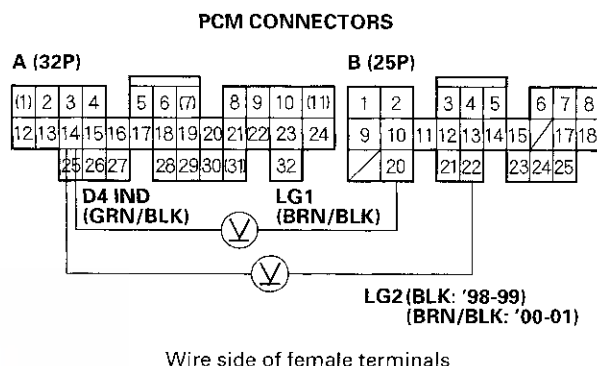 PCM CONNECTORS
A (32P) B (25P)
(1) 2 3 4 5 6 (7) 8 9 10 (11) 1 2 3 4 5 6 7 8
12 13 14 15 16 17 18 19 20 21 (22) 23 24 9 10 11 12 13 14 15 17 18
25 26 27 28 29 30 (31) 32 20 21 22 23 24 25
D4 IND LG1
(GRN/BLK) (BRN/BLK)
V
V
LG2 (BLK: '98-99)
(BRN/BLK: '00-01)
Wire side of female terminals